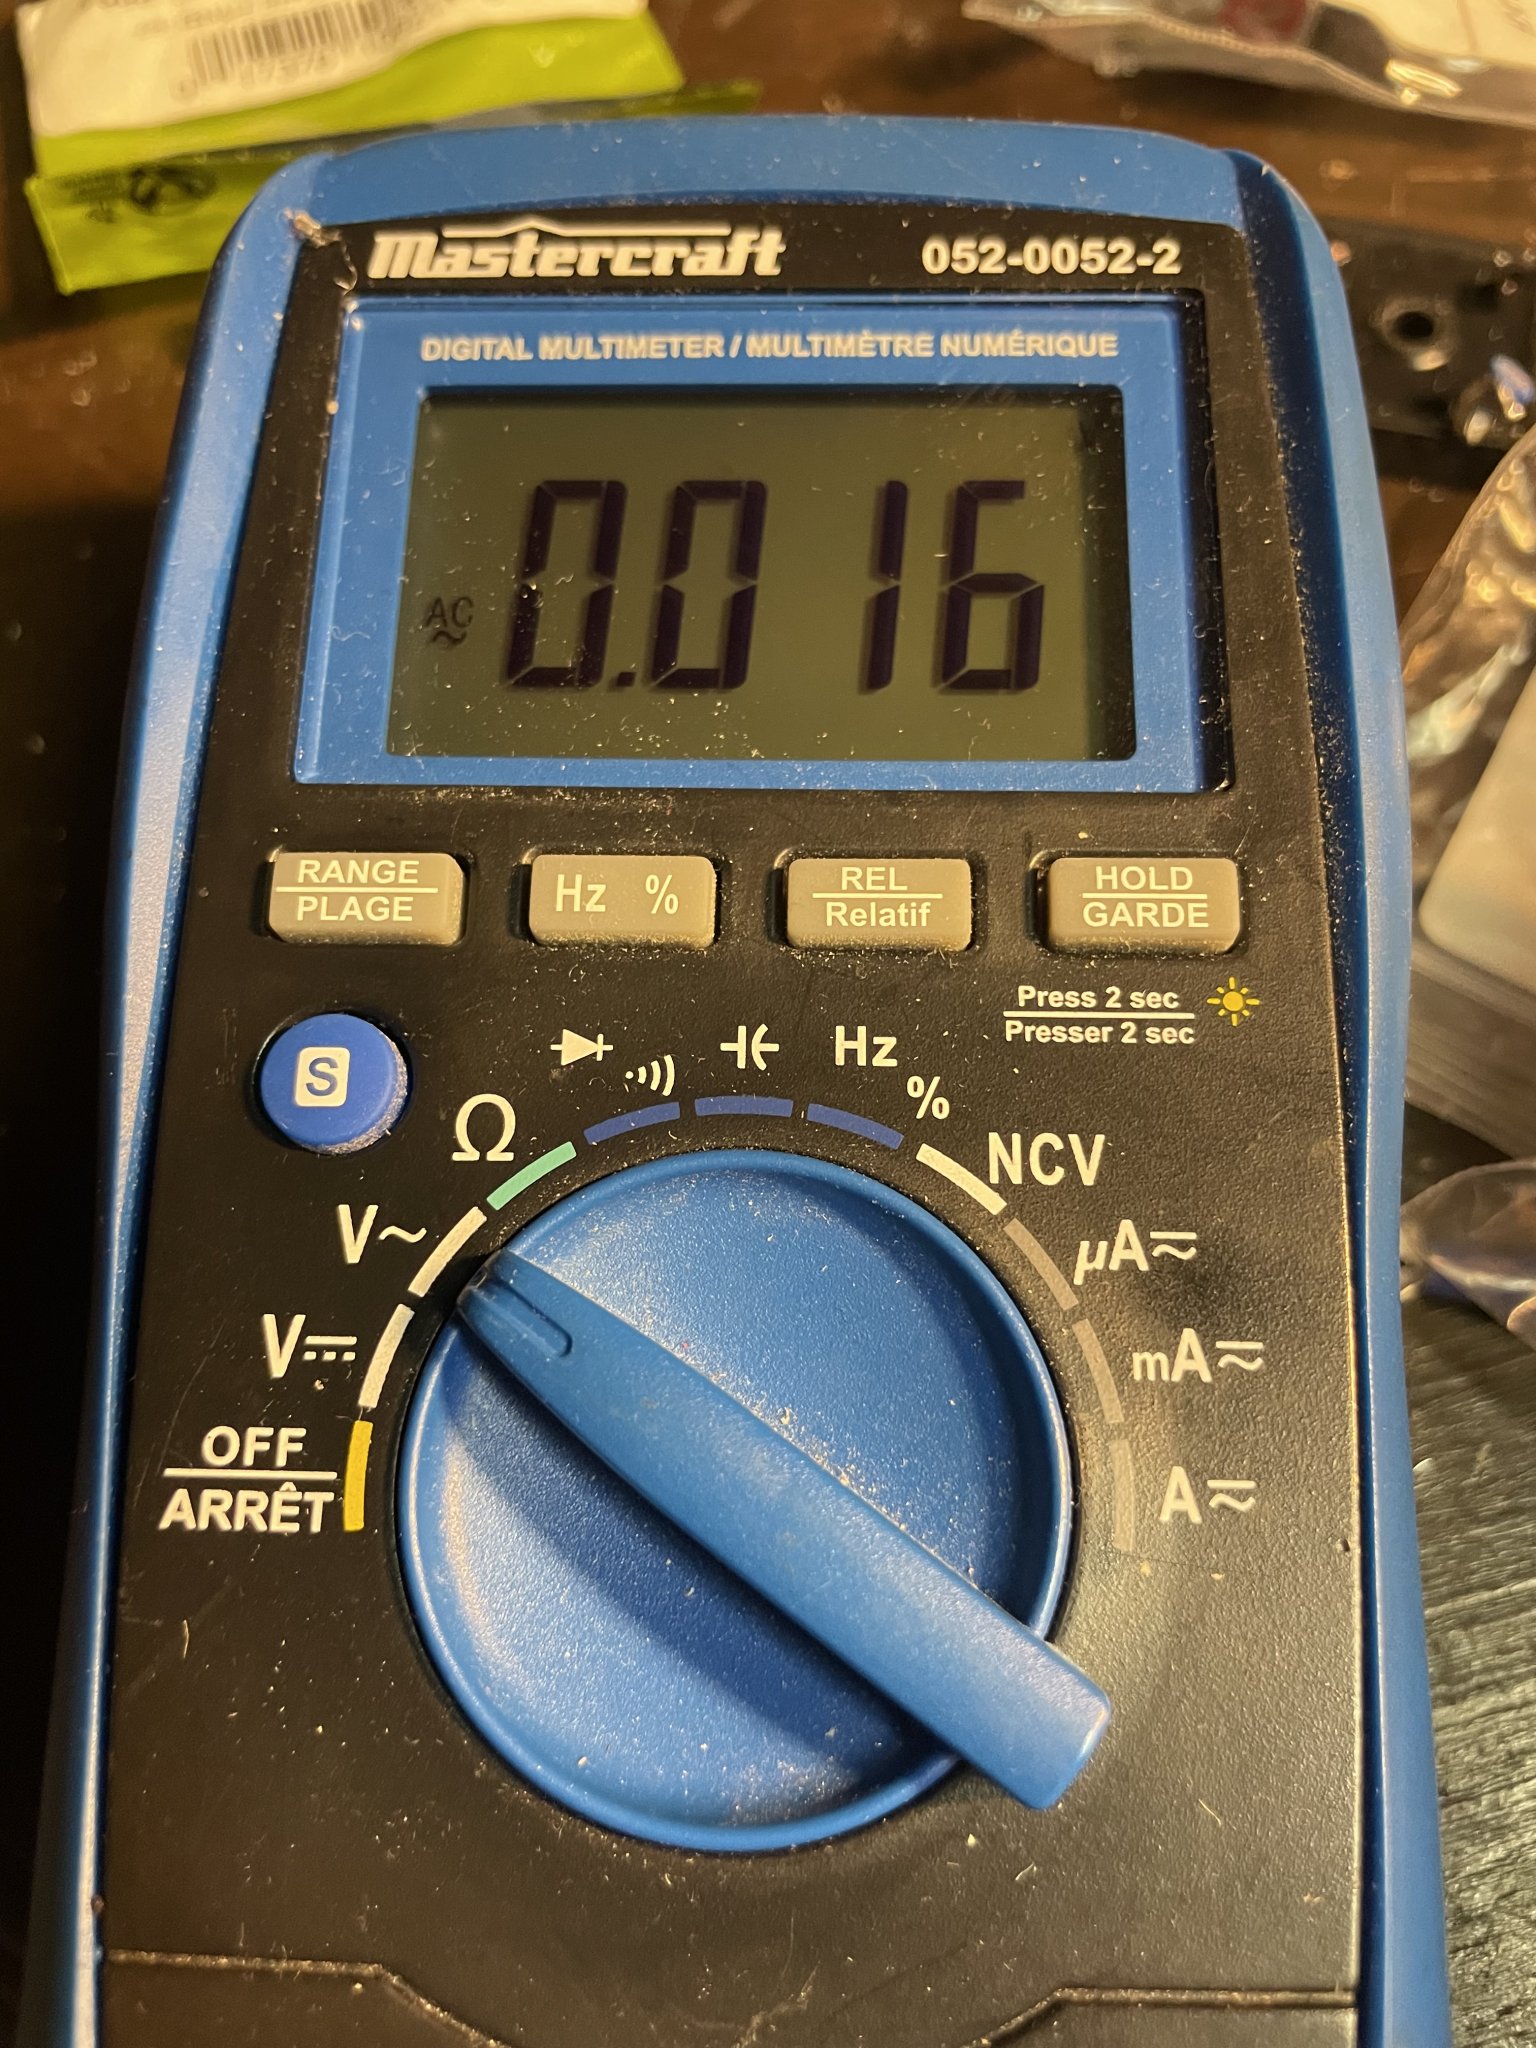 Mastercraft 052-0052-2
DIGITAL MULTIMETER / MULTIMÈTRE NUMÉRIQUE
AC
0.016
RANGE
PLAGE
Hz %
REL
Relatif
HOLD
GARDE
Press 2 sec
Presser 2 sec
S
Hz
%
Ω
NCV
V~
µA
V
mA
OFF
ARRÊT
A